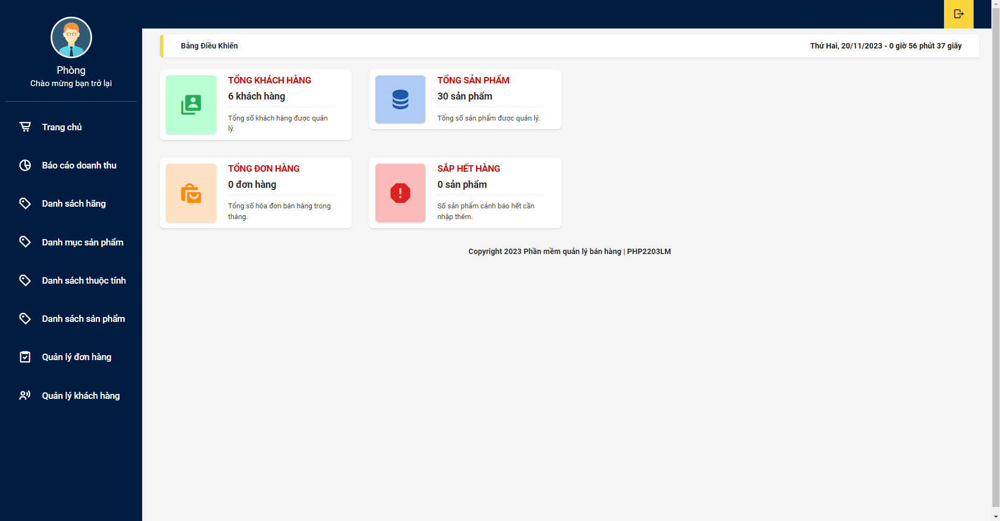 Phòng
Chào mừng bạn trở lại
Trang chủ
Báo cáo doanh thu
Danh sách hãng
Danh mục sản phẩm
Danh sách thuộc tính
Danh sách sản phẩm
Quản lý đơn hàng
Quản lý khách hàng
Bảng Điều Khiển
Thứ Hai, 20/11/2023 - 0 giờ 56 phút 37 giây
TỔNG KHÁCH HÀNG
6 khách hàng
Tổng số khách hàng được quản
lý.
TỔNG SẢN PHẨM
30 sản phẩm
Tổng số sản phẩm được quản lý.
TỔNG ĐƠN HÀNG
0 đơn hàng
Tổng số hóa đơn bán hàng trong
tháng.
SẮP HẾT HÀNG
0 sản phẩm
Số sản phẩm cảnh báo hết cần
nhập thêm.
Copyright 2023 Phần mềm quản lý bán hàng | PHP2203LM